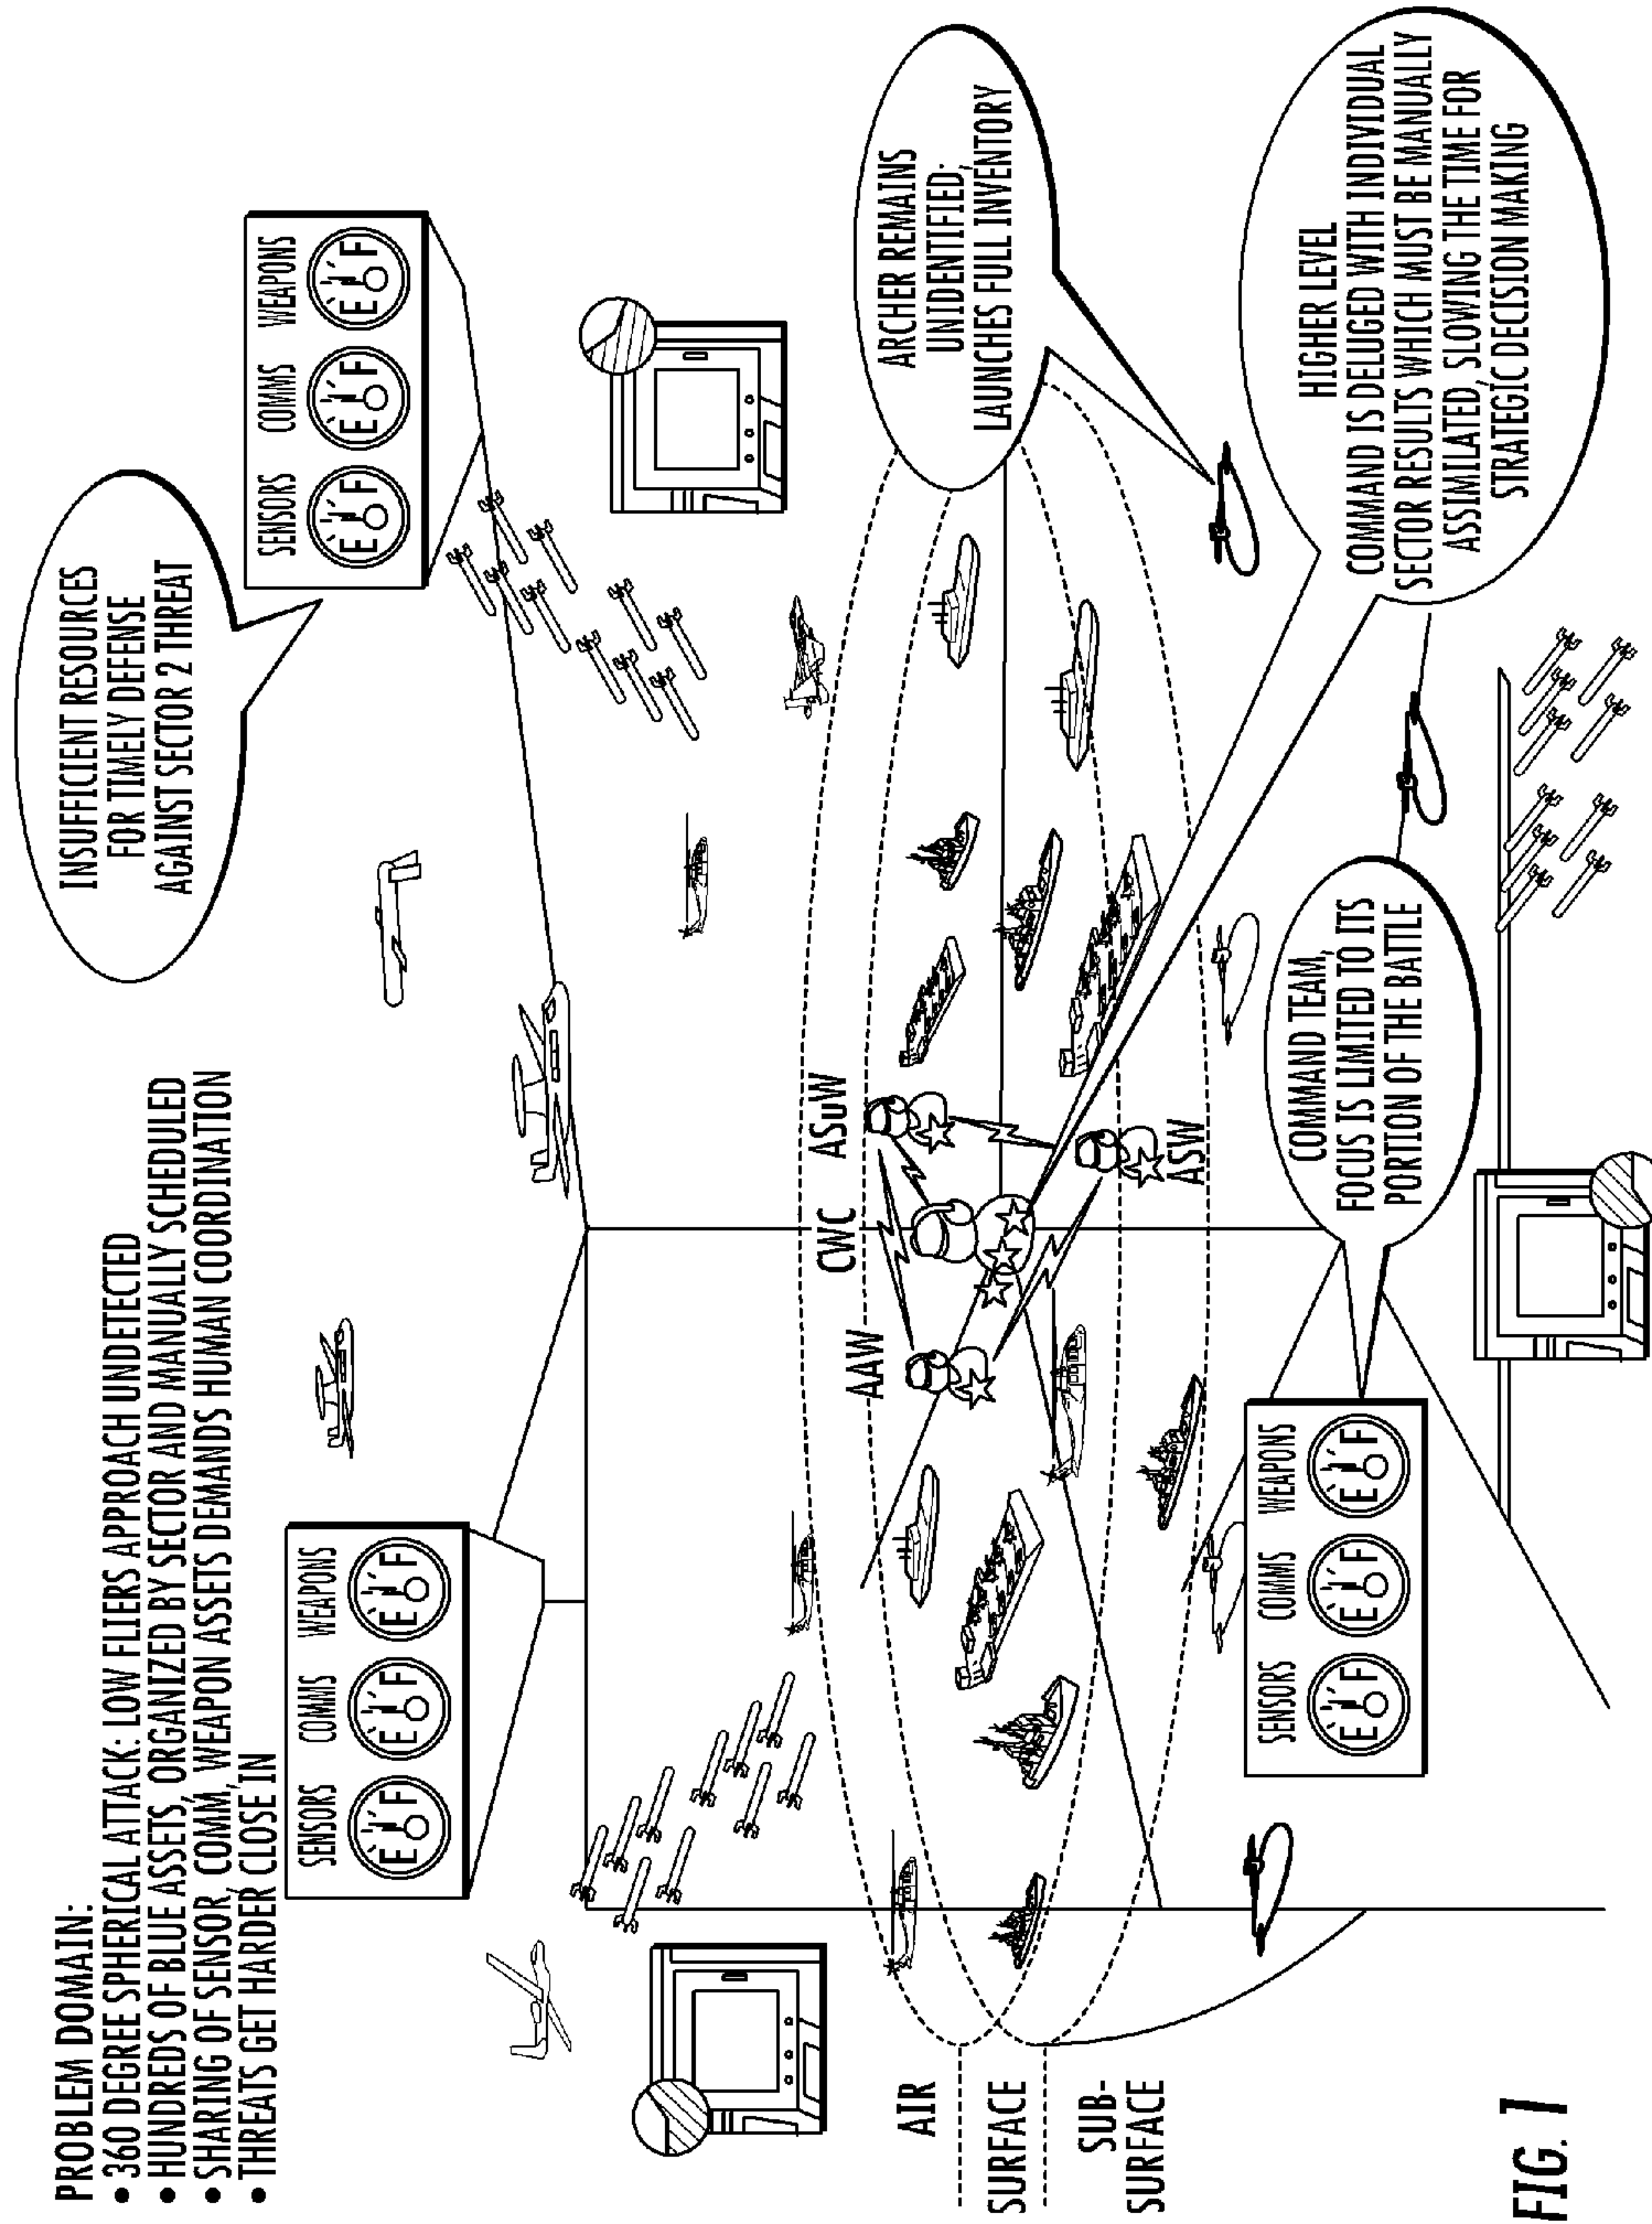 PROBLEM DOMAIN:
• 360 DEGREE SPHERICAL ATTACK: LOW FLIERS APPROACH UNDETECTED
• HUNDREDS OF BLUE ASSETS, ORGANIZED BY SECTOR AND MANUALLY SCHEDULED
• SHARING OF SENSOR, COMM, WEAPON ASSETS DEMANDS HUMAN COORDINATION
• THREATS GET HARDER, CLOSE IN
INSUFFICIENT RESOURCES
FOR TIMELY DEFENSE
AGAINST SECTOR 2 THREAT
SENSORS COMMS WEAPONS
E F E F E F
SENSORS COMMS WEAPONS
E F E F E F
ARCHER REMAINS
UNIDENTIFIED;
LAUNCHES FULL INVENTORY
AAW
CWC
ASuW
ASW
AIR
SURFACE
SUB-
SURFACE
SENSORS COMMS WEAPONS
E F E F E F
COMMAND TEAM,
FOCUS IS LIMITED TO ITS
PORTION OF THE BATTLE
HIGHER LEVEL
COMMAND IS DELUGED WITH INDIVIDUAL
SECTOR RESULTS WHICH MUST BE MANUALLY
ASSIMILATED, SLOWING THE TIME FOR
STRATEGIC DECISION MAKING
FIG. 1